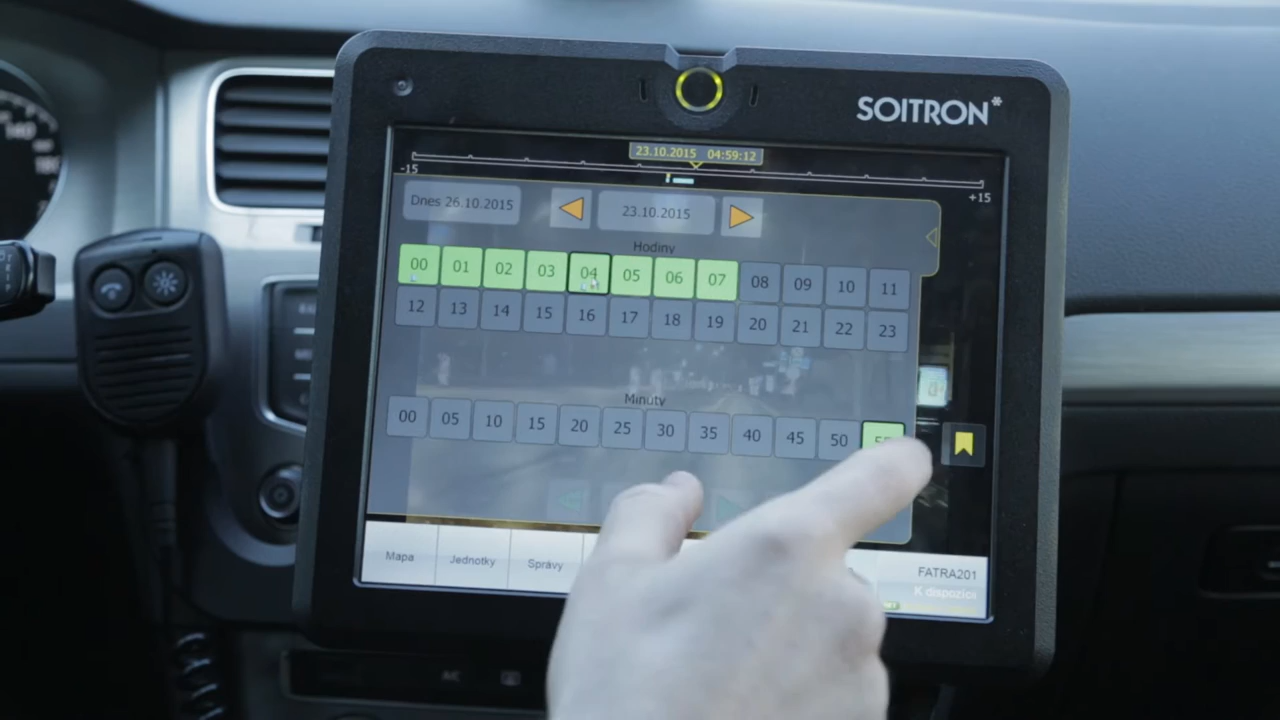 SOITRON*
23.10.2015 04:59:12
-15
+15
Dnes 26.10.2015
23.10.2015
Hodiny
00 01 02 03 04 05 06 07 08 09 10 11
12 13 14 15 16 17 18 19 20 21 22 23
Minúty
00 05 10 15 20 25 30 35 40 45 50
Mapa
Jednotky
Správy
FATRA201
K dispozícii
A/C